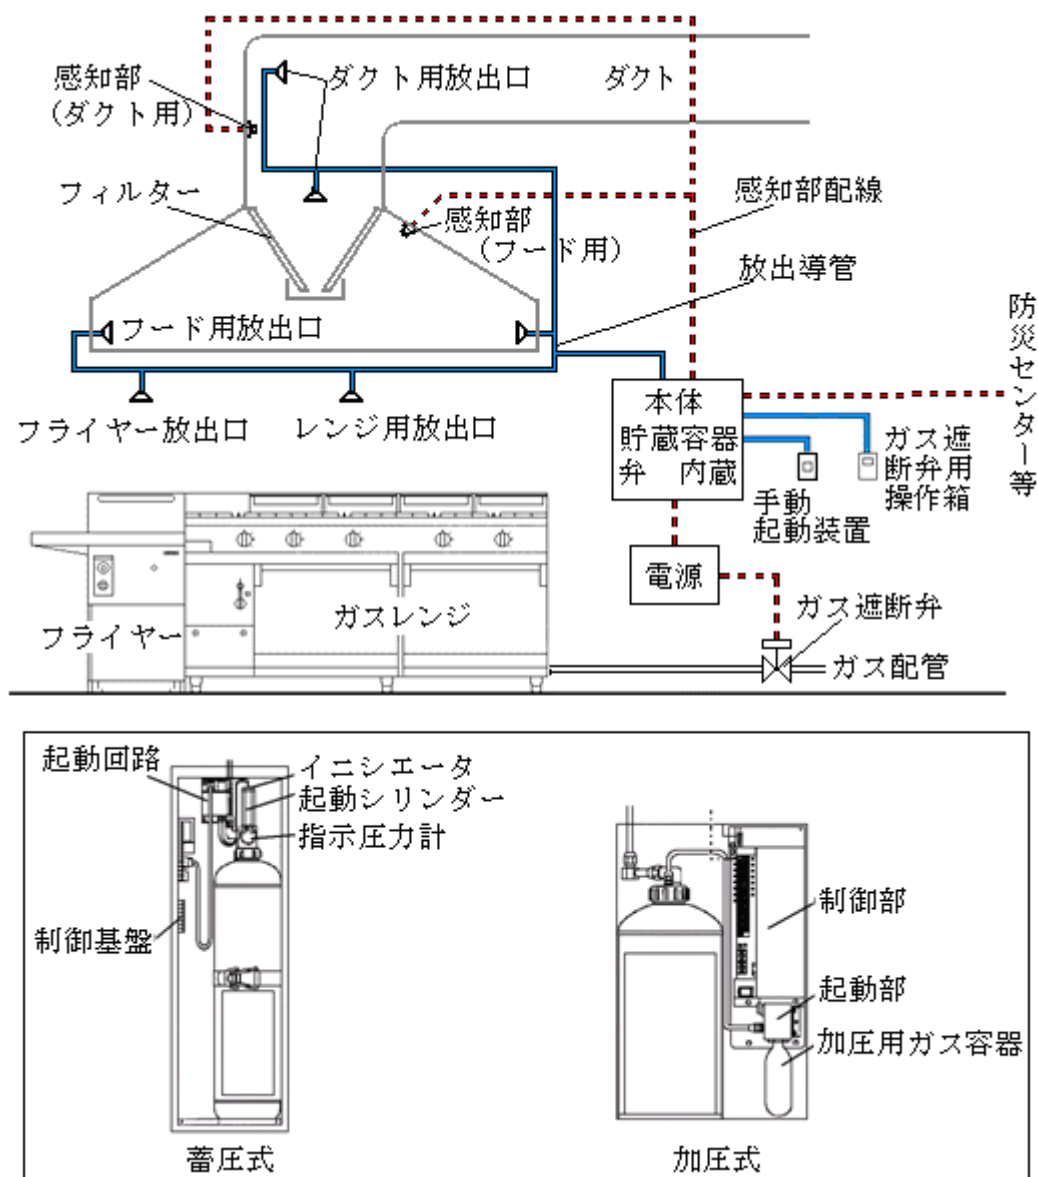 感知部
(ダクト用)
ダクト用放出口
ダクト
フィルター
感知部
(フード用)
感知部配線
放出導管
フード用放出口
防災センター等
フライヤー放出口
レンジ用放出口
本体
貯蔵容器
弁 内蔵
ガス遮
断弁用
操作箱
手動
起動装置
電源
フライヤー
ガスレンジ
ガス遮断弁
ガス配管
起動回路
イニシエータ
起動シリンダー
指示圧力計
制御基盤
蓄圧式
制御部
起動部
加圧用ガス容器
加圧式